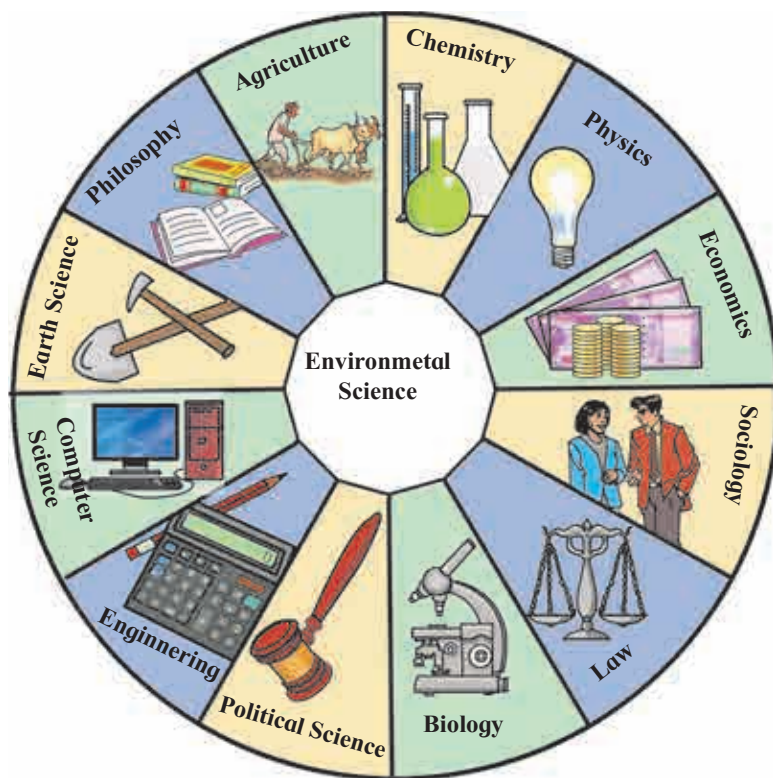 Environmetal
Science
Chemistry
Physics
Economics
Sociology
Law
Biology
Political Science
Enginnering
Computer
Science
Earth Science
Philosophy
Agriculture